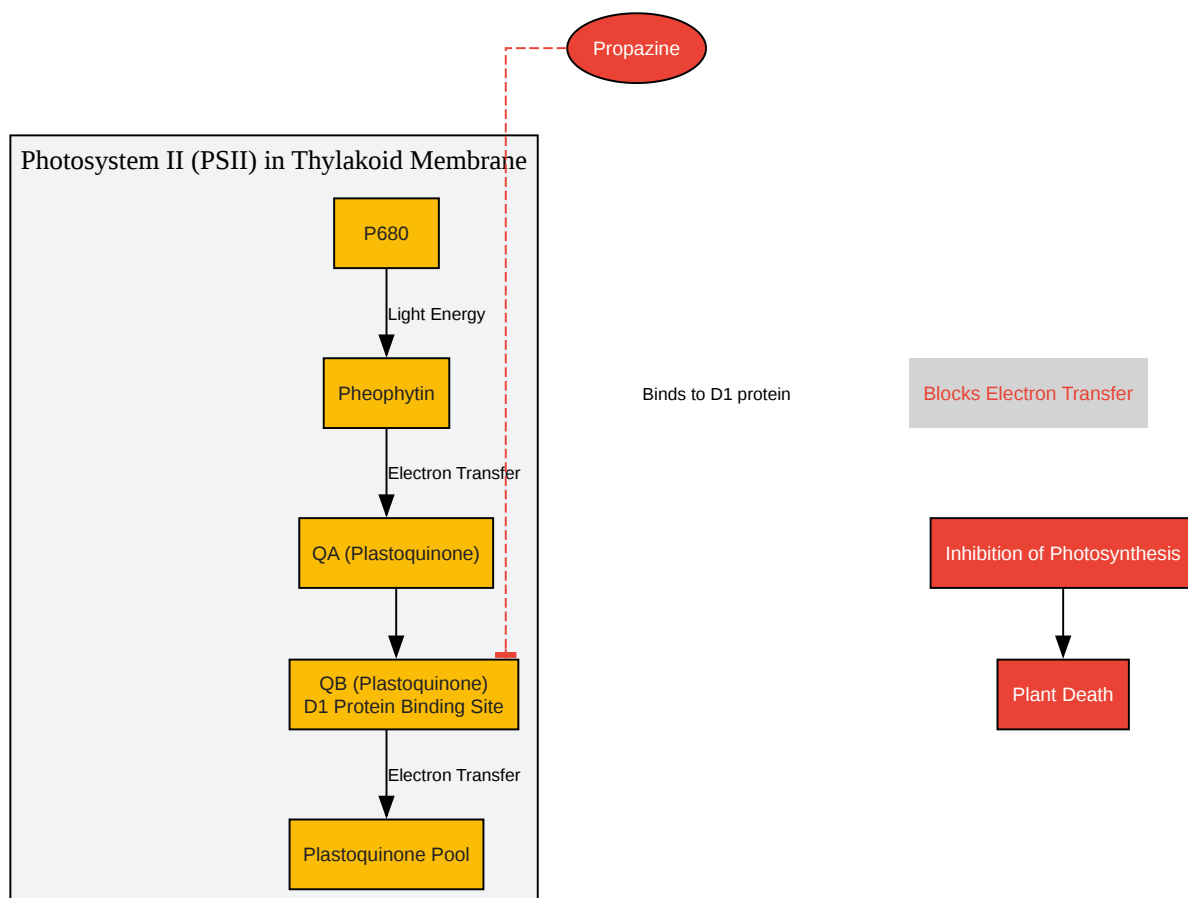 Propazine
Photosystem II (PSII) in Thylakoid Membrane
P680
Light Energy
Pheophytin
Binds to D1 protein
Blocks Electron Transfer
Electron Transfer
QA (Plastoquinone)
Inhibition of Photosynthesis
QB (Plastoquinone)
D1 Protein Binding Site
Plant Death
Electron Transfer
Plastoquinone Pool